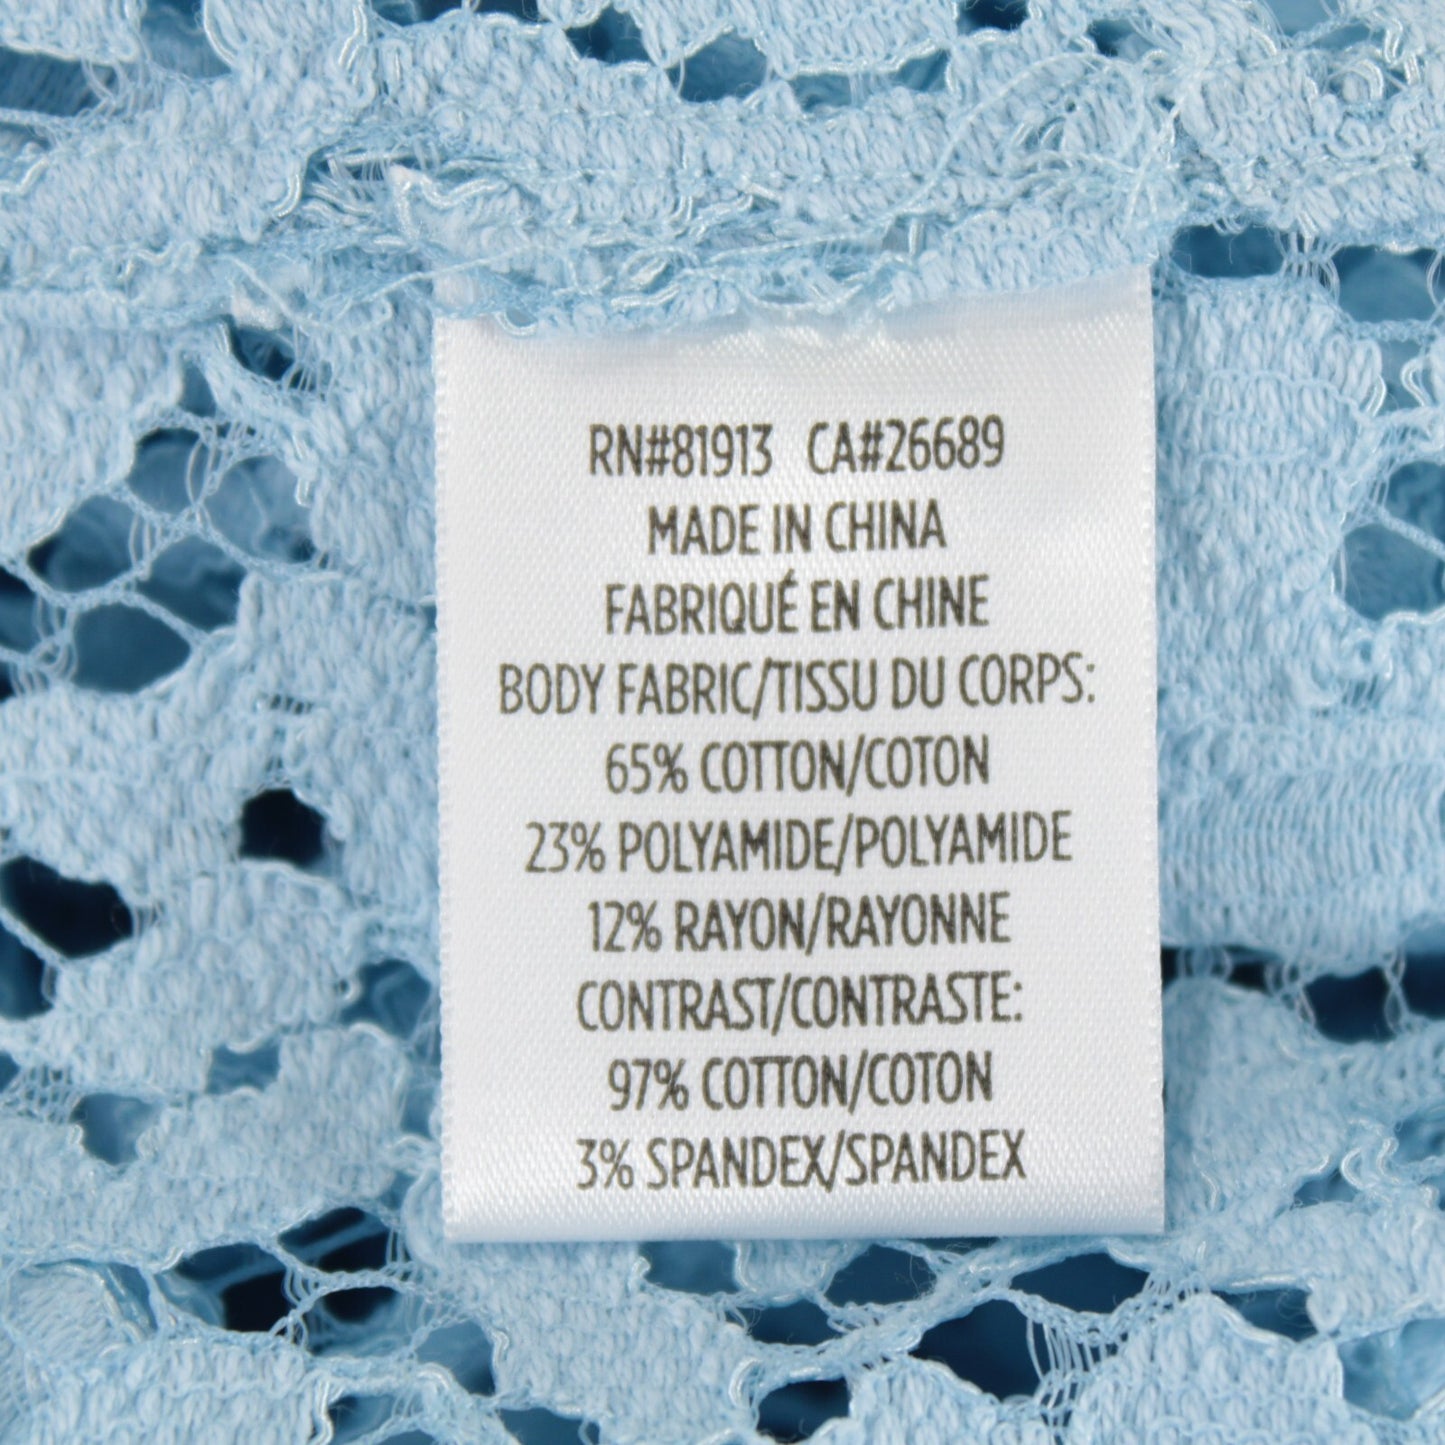 RN#81913 CA#26689
MADE IN CHINA
FABRIQUÉ EN CHINE
BODY FABRIC/TISSU DU CORPS:
65% COTTON/COTON
23% POLYAMIDE/POLYAMIDE
12% RAYON/RAYONNE
CONTRAST/CONTRASTE:
97% COTTON/COTON
3% SPANDEX/SPANDEX